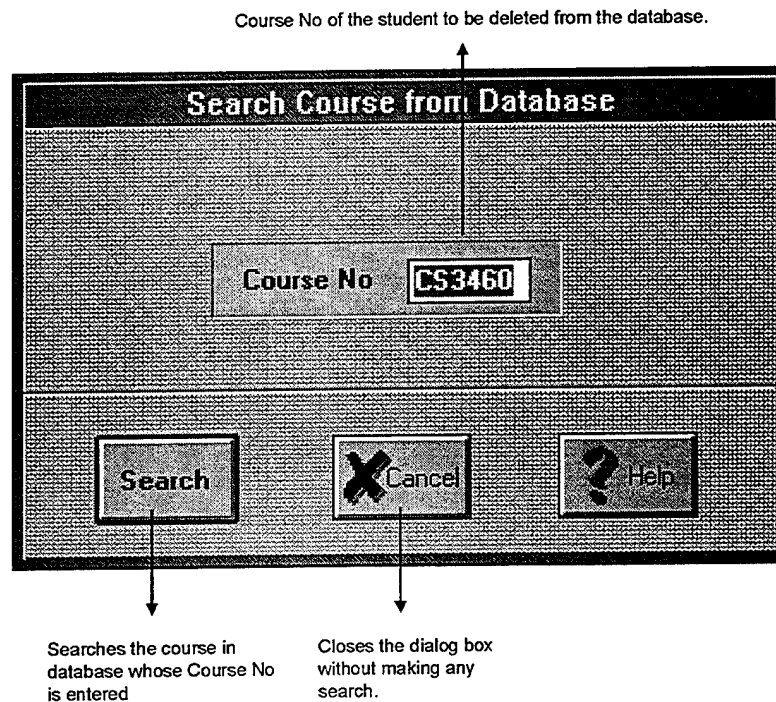 Course No of the student to be deleted from the database.
Search Course from Database
Course No CS3460
Search
Cancel
? Help
Searches the course in
database whose Course No
is entered
Closes the dialog box
without making any
search.